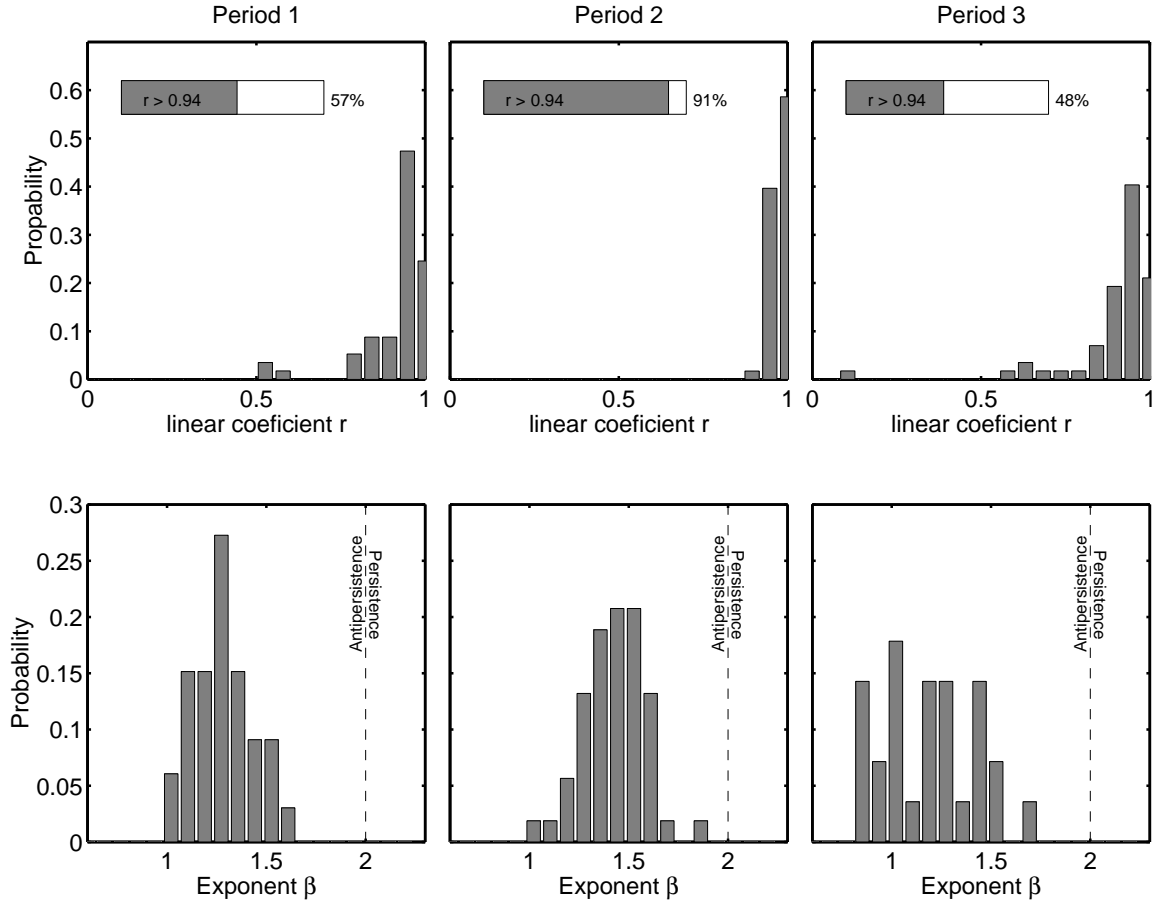 Period 1
Period 2
Period 3
0.6
0.5
0.4
0.3
0.2
0.1
0
Propability
r > 0.94
57%
r > 0.94
91%
r > 0.94
48%
0
0.5
1
0
0.5
1
0
0.5
1
linear coeficient r
linear coeficient r
linear coeficient r
0.3
0.25
0.2
0.15
0.1
0.05
0
Probability
Antipersistence
Persistence
Antipersistence
Persistence
Antipersistence
Persistence
1
1.5
2
1
1.5
2
1
1.5
2
Exponent β
Exponent β
Exponent β